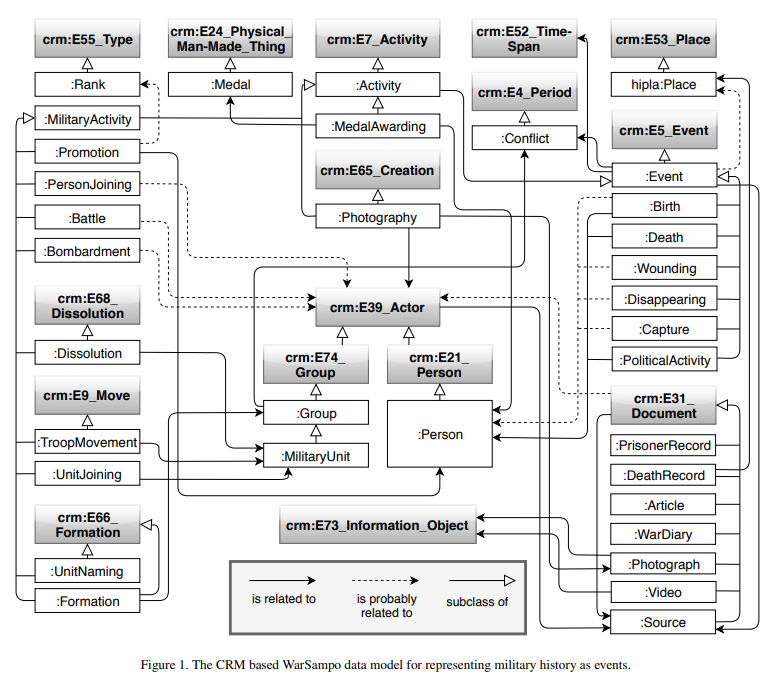 crm:E55_Type
crm:E24_Physical_
Man-Made_Thing
crm:E7_Activity
crm:E52_Time-
Span
crm:E53_Place
:Rank
:Medal
:Activity
crm:E4_Period
hipla:Place
:MilitaryActivity
:MedalAwarding
:Conflict
crm:E5_Event
:Promotion
crm:E65_Creation
:Event
:PersonJoining
:Birth
:Battle
:Photography
:Death
:Bombardment
:Wounding
crm:E68_
Dissolution
crm:E39_Actor
:Disappearing
:Capture
:Dissolution
crm:E74_
Group
crm:E21_
Person
:PoliticalActivity
crm:E9_Move
:Group
:Person
crm:E31_
Document
:TroopMovement
:MilitaryUnit
:PrisonerRecord
:UnitJoining
:DeathRecord
crm:E66_
Formation
crm:E73_Information_Object
:Article
:WarDiary
:UnitNaming
:Photograph
:Formation
:Video
:Source
is related to
is probably
related to
subclass of
Figure 1. The CRM based WarSampo data model for representing military history as events.